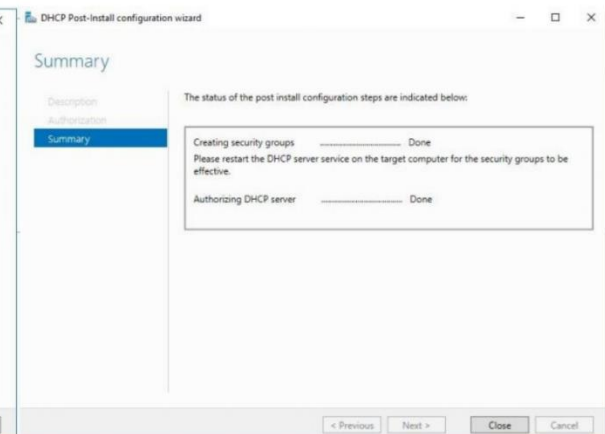 DHCP Post-Install configuration wizard
Summary
Description
Authorization
Summary
The status of the post install configuration steps are indicated below:
Creating security groups ........................................ Done
Please restart the DHCP server service on the target computer for the security groups to be
effective.
Authorizing DHCP server ........................................ Done
< Previous Next > Close Cancel